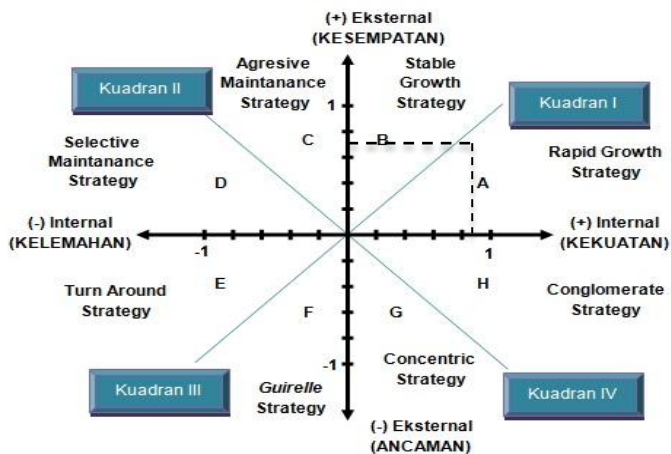 (+) Eksternal
(KESEMPATAN)
Agresive
Maintanance
Strategy
Stable
Growth
Strategy
Kuadran II
Kuadran I
1
Selective
Maintanance
Strategy
C
B
Rapid Growth
Strategy
D
A
(-) Internal
(KELEMAHAN)
(+) Internal
(KEKUATAN)
-1
1
E
H
Turn Around
Strategy
Conglomerate
Strategy
F
G
-1
Concentric
Strategy
Kuadran III
Guirelle
Strategy
Kuadran IV
(-) Eksternal
(ANCAMAN)